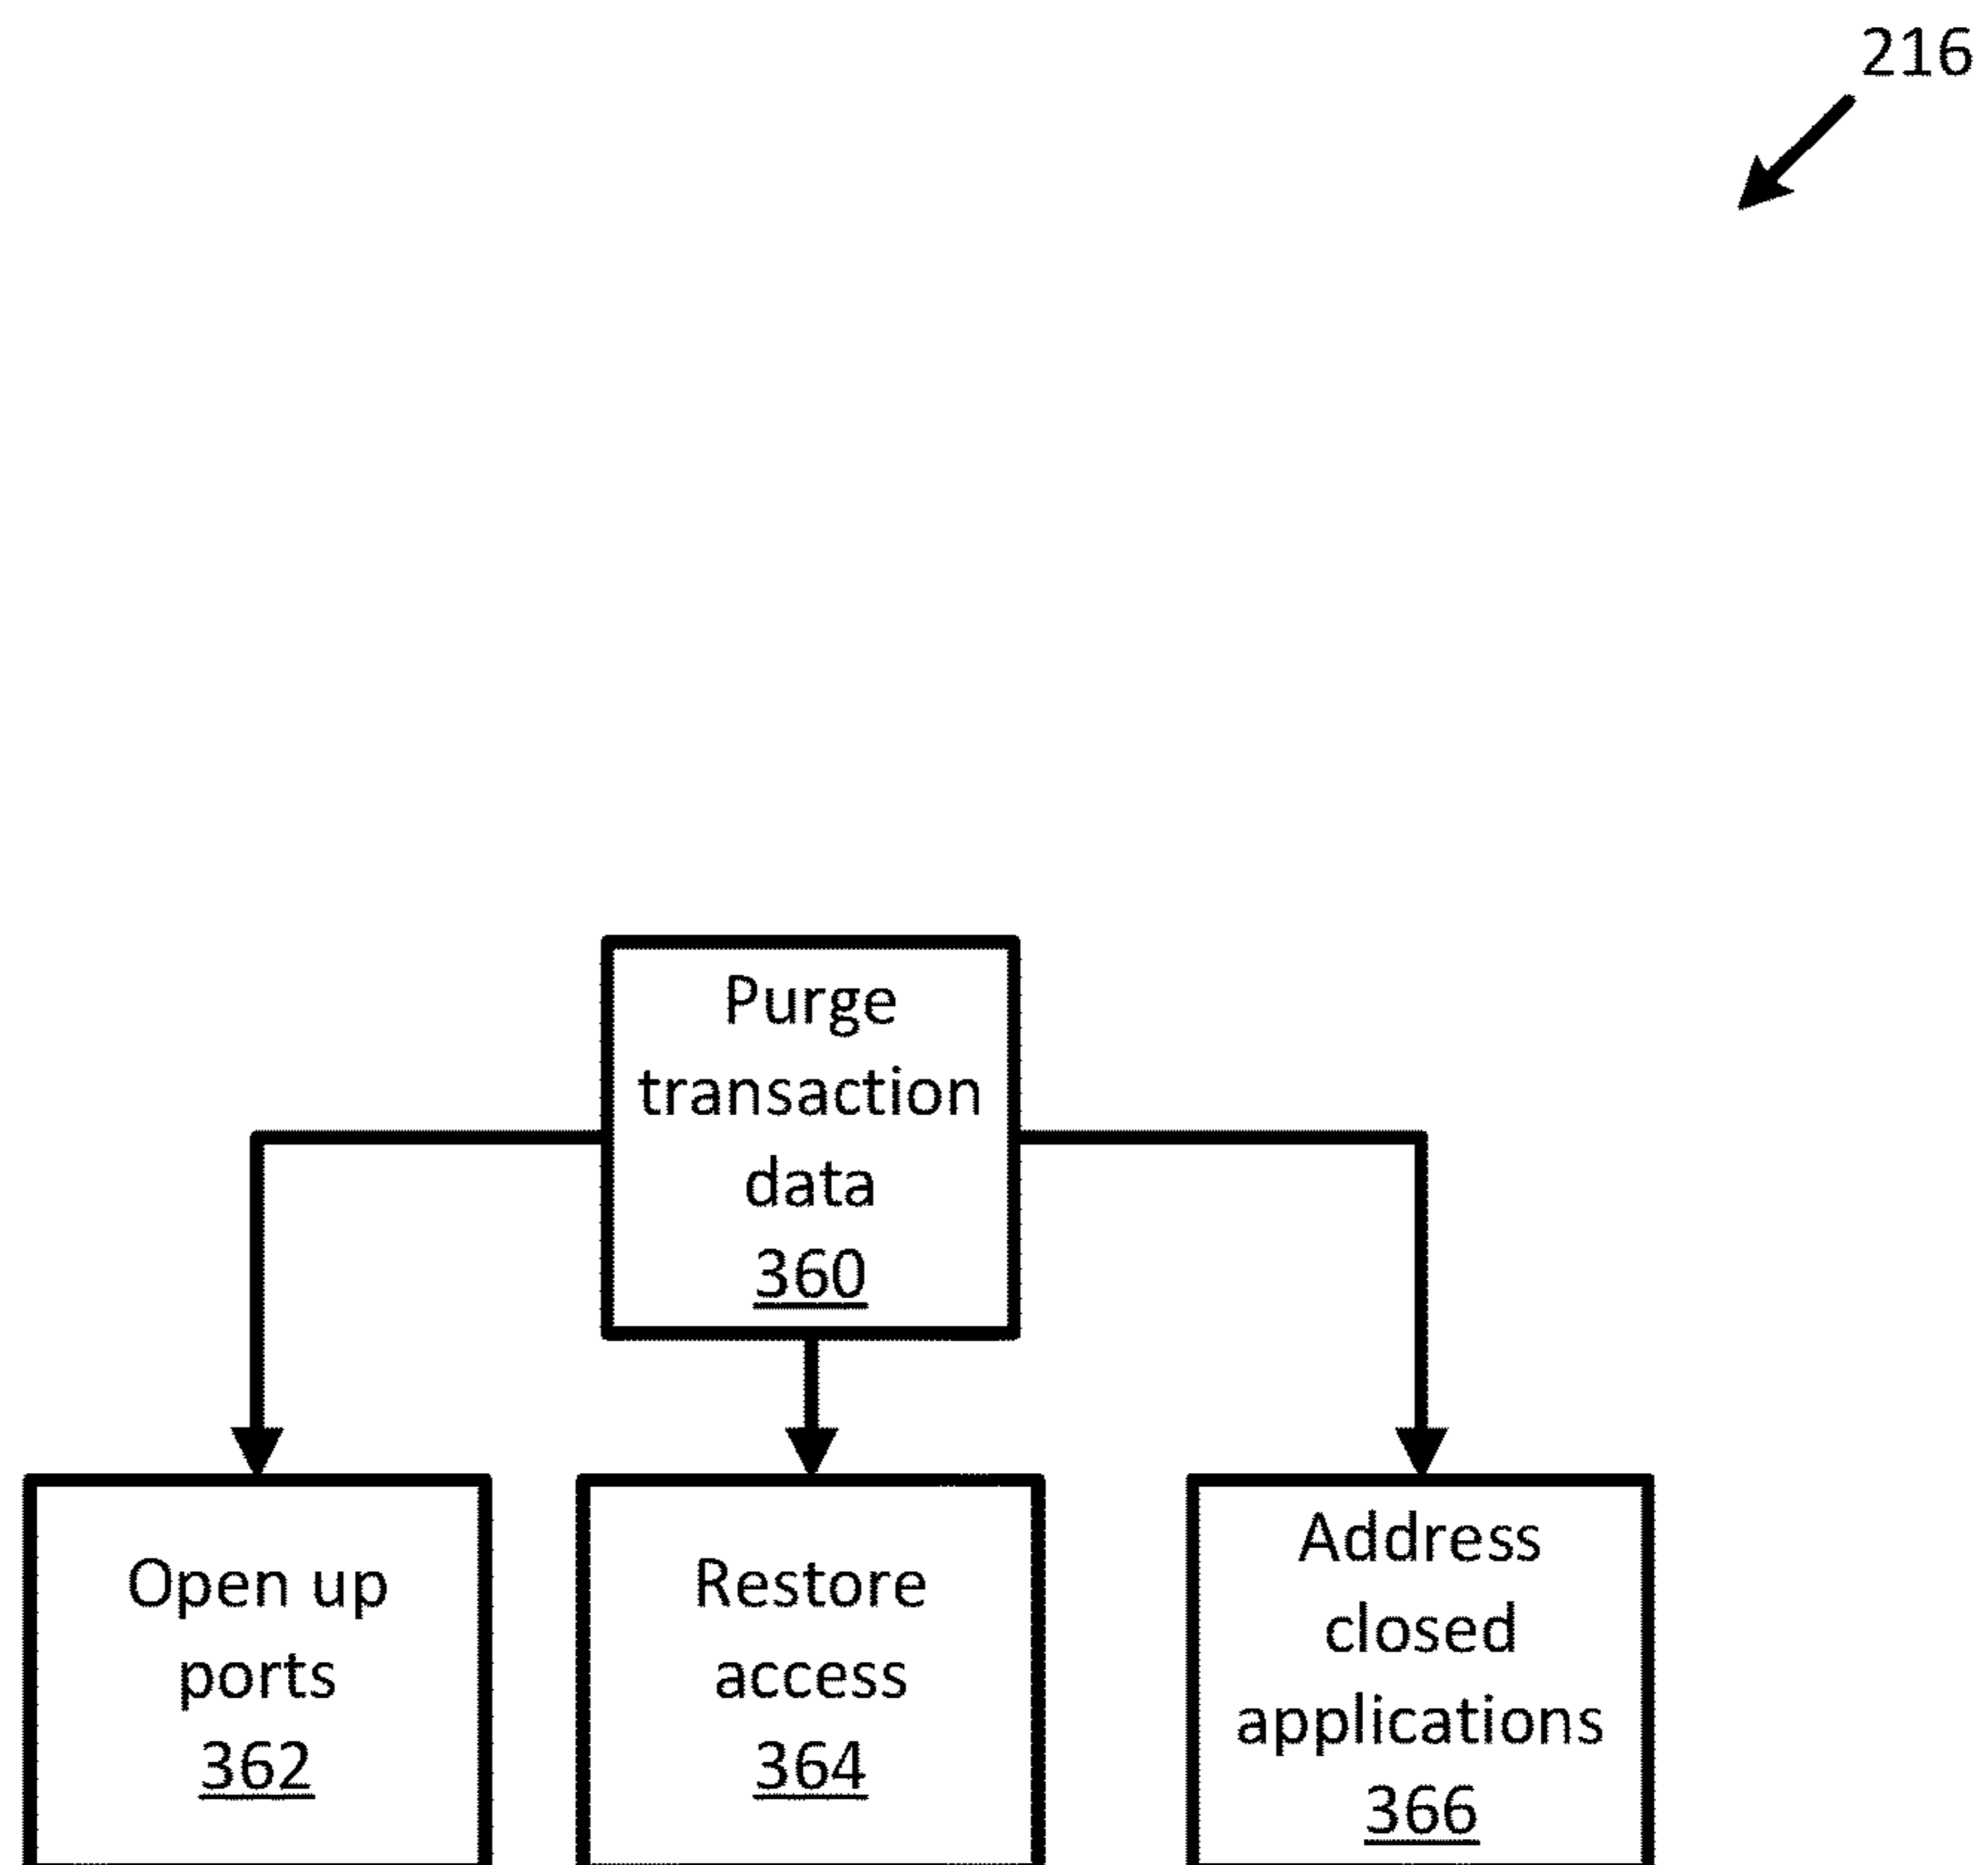 216
Purge
transaction
data
360
Open up
ports
362
Restore
access
364
Address
closed
applications
366